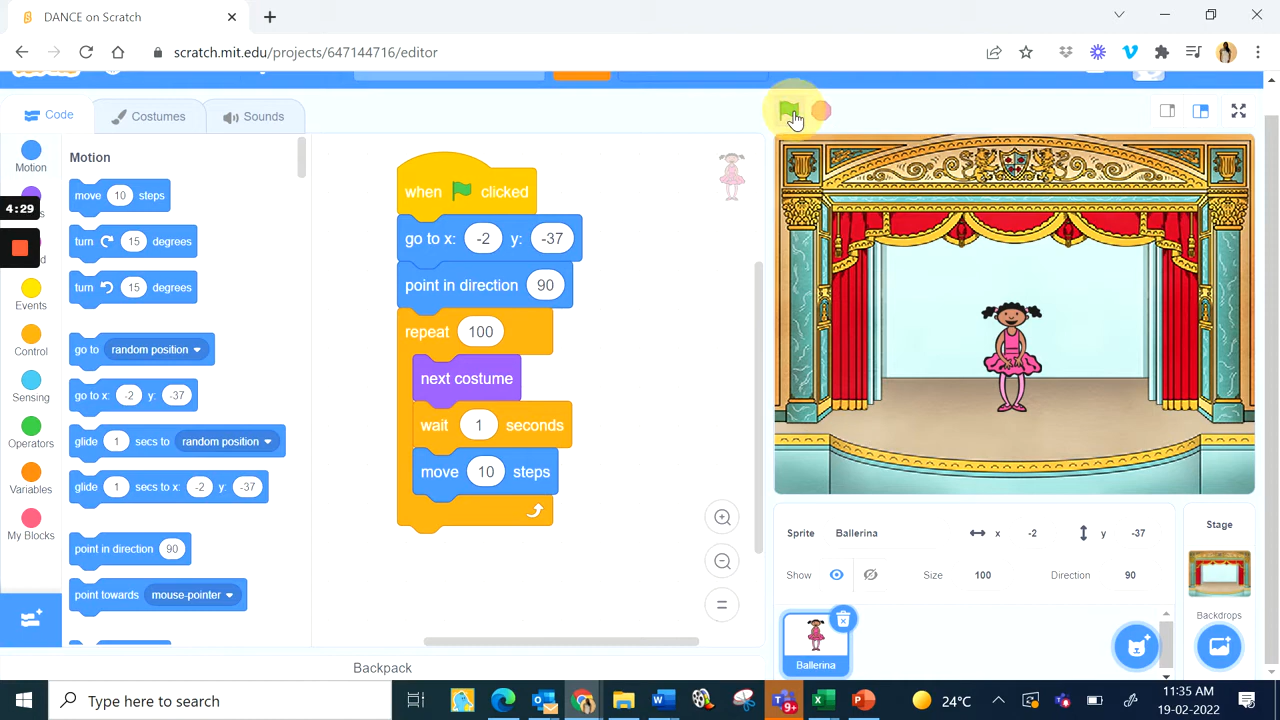 DANCE on Scratch
scratch.mit.edu/projects/647144716/editor
Code
Costumes
Sounds
Motion
4:29
Events
Control
Sensing
Operators
Variables
My Blocks
Motion
move 10 steps
turn 15 degrees
turn 15 degrees
go to random position
go to x: -2 y: -37
glide 1 secs to random position
glide 1 secs to x: -2 y: -37
point in direction 90
point towards mouse-pointer
when clicked
go to x: -2 y: -37
point in direction 90
repeat 100
next costume
wait 1 seconds
move 10 steps
Sprite Ballerina x -2 y -37
Show Size 100 Direction 90
Ballerina
Stage
Backdrops
Backpack
Type here to search
9+
24°C
11:35 AM
19-02-2022